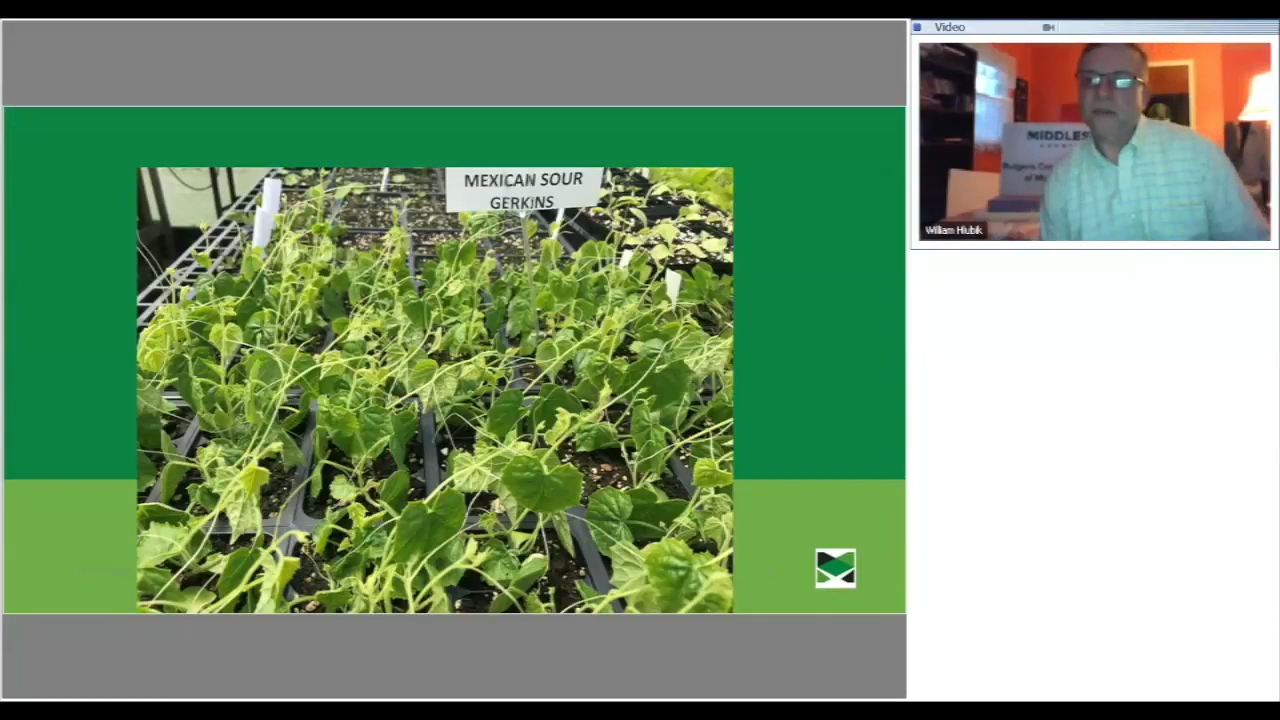 MEXICAN SOUR
GERKINS
Video
MIDDLES
William Hlubik